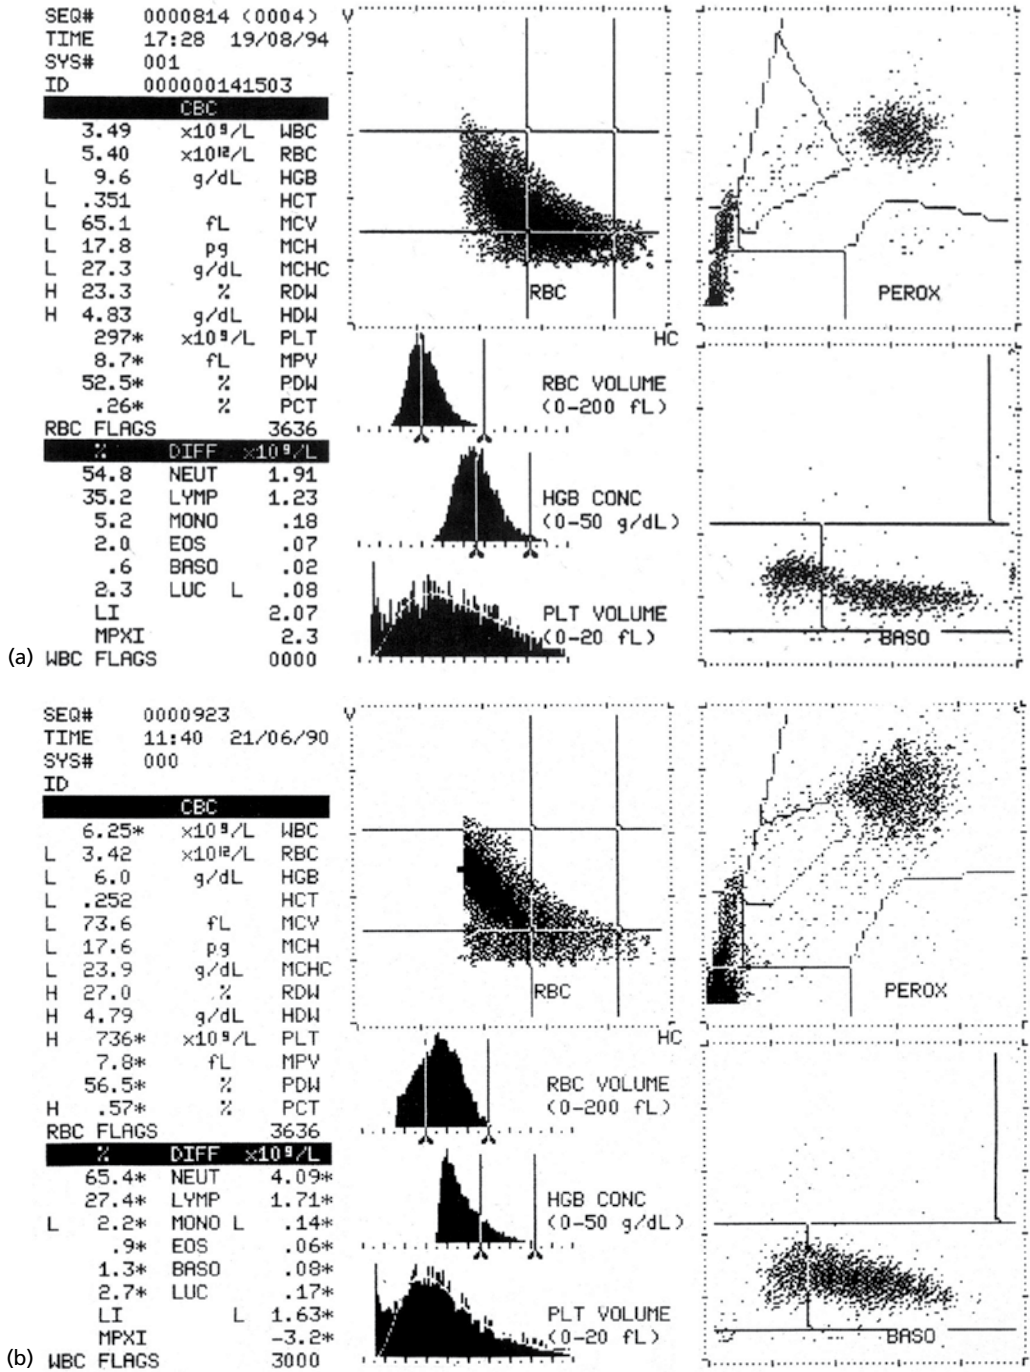 SEQ# 0000814 (0004)
TIME 17:28 19/08/94
SYS# 001
ID 000000141503
CBC
3.49 x10⁹/L WBC
5.40 x10¹²/L RBC
L 9.6 g/dL HGB
L .351 HCT
L 65.1 fL MCV
L 17.8 pg MCH
L 27.3 g/dL MCHC
H 23.3 % RDW
H 4.83 g/dL HDW
297* x10⁹/L PLT
8.7* fL MPV
52.5* % PDW
.26* % PCT
RBC FLAGS 3636
% DIFF x10⁹/L
54.8 NEUT 1.91
35.2 LYMP 1.23
5.2 MONO .18
2.0 EOS .07
.6 BASO .02
2.3 LUC L .08
LI 2.07
MPXI 2.3
(a) WBC FLAGS 0000
V
RBC
HC
PEROX
RBC VOLUME
(0-200 fL)
HGB CONC
(0-50 g/dL)
PLT VOLUME
(0-20 fL)
BASO
SEQ# 0000923
TIME 11:40 21/06/90
SYS# 000
ID
CBC
6.25* x10⁹/L WBC
L 3.42 x10¹²/L RBC
L 6.0 g/dL HGB
L .252 HCT
L 73.6 fL MCV
L 17.6 pg MCH
L 23.9 g/dL MCHC
H 27.0 % RDW
H 4.79 g/dL HDW
H 736* x10⁹/L PLT
7.8* fL MPV
56.5* % PDW
H .57* % PCT
RBC FLAGS 3636
% DIFF x10⁹/L
65.4* NEUT 4.09*
27.4* LYMP 1.71*
L 2.2* MONO L .14*
.9* EOS .06*
1.3* BASO .08*
2.7* LUC .17*
LI L 1.63*
MPXI -3.2*
(b) WBC FLAGS 3000
V
RBC
HC
PEROX
RBC VOLUME
(0-200 fL)
HGB CONC
(0-50 g/dL)
PLT VOLUME
(0-20 fL)
BASO